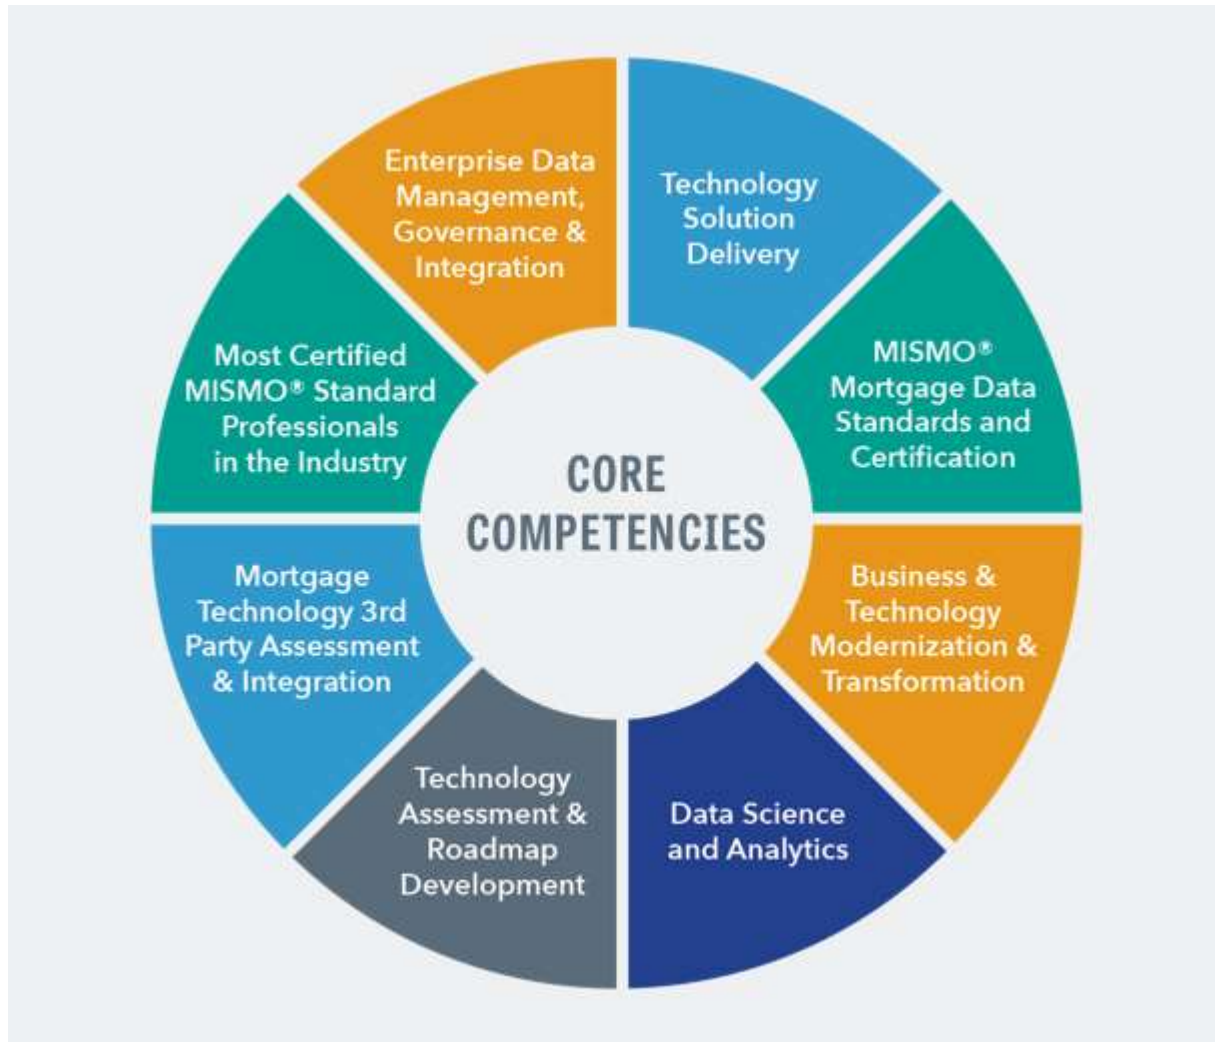 Enterprise Data
Management,
Governance &
Integration
Technology
Solution
Delivery
Most Certified
MISMO® Standard
Professionals
in the Industry
MISMO®
Mortgage Data
Standards and
Certification
CORE
COMPETENCIES
Mortgage
Technology 3rd
Party Assessment
& Integration
Business &
Technology
Modernization &
Transformation
Technology
Assessment &
Roadmap
Development
Data Science
and Analytics